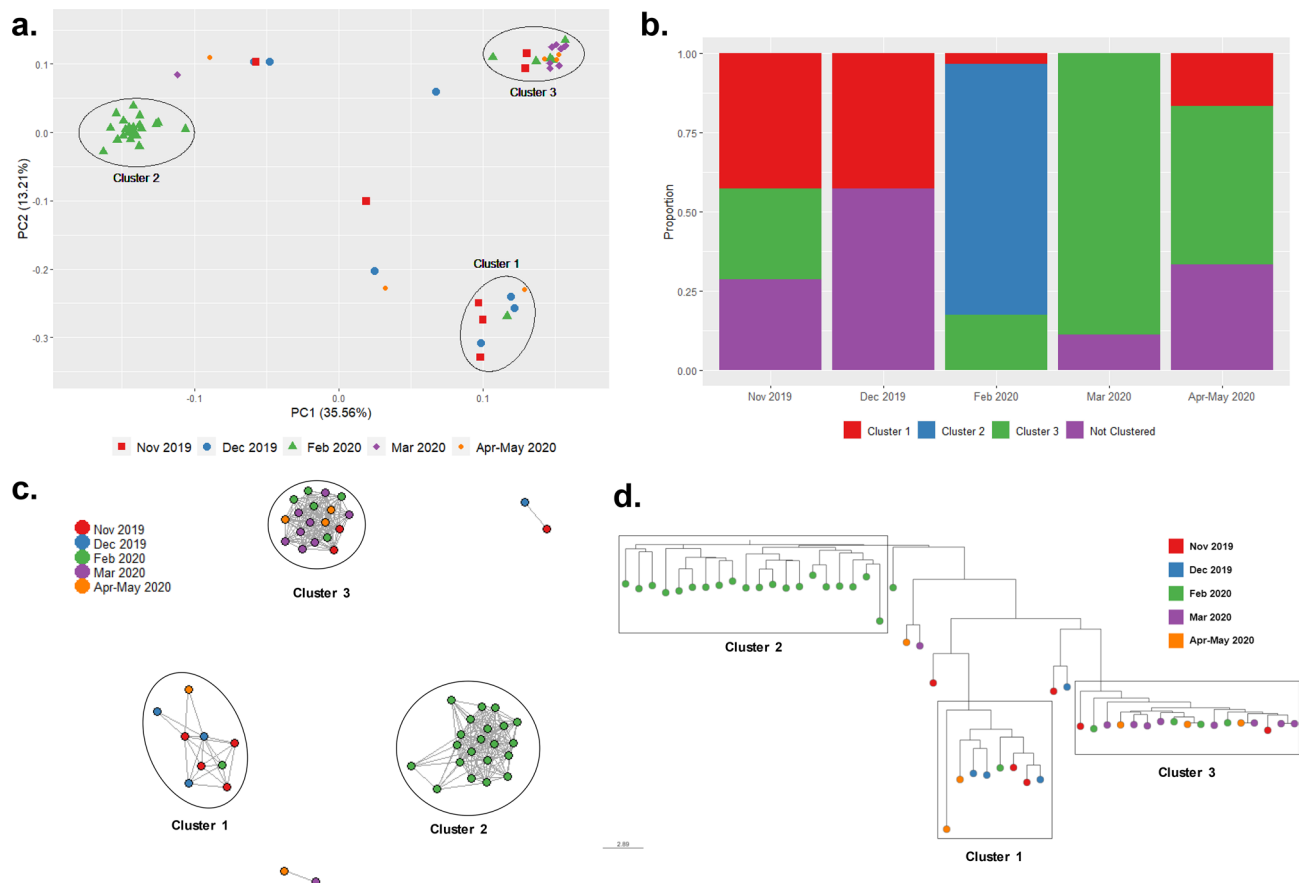 a.
Cluster 3
Cluster 2
Cluster 1
0.1
0.0
-0.1
-0.2
-0.3
PC2 (13.21%)
-0.1
0.0
0.1
PC1 (35.56%)
Nov 2019
Dec 2019
Feb 2020
Mar 2020
Apr-May 2020
b.
1.00
0.75
0.50
0.25
0.00
Proportion
Nov 2019
Dec 2019
Feb 2020
Mar 2020
Apr-May 2020
Cluster 1
Cluster 2
Cluster 3
Not Clustered
c.
Nov 2019
Dec 2019
Feb 2020
Mar 2020
Apr-May 2020
Cluster 3
Cluster 1
Cluster 2
d.
Nov 2019
Dec 2019
Feb 2020
Mar 2020
Apr-May 2020
Cluster 2
Cluster 3
Cluster 1
2.89